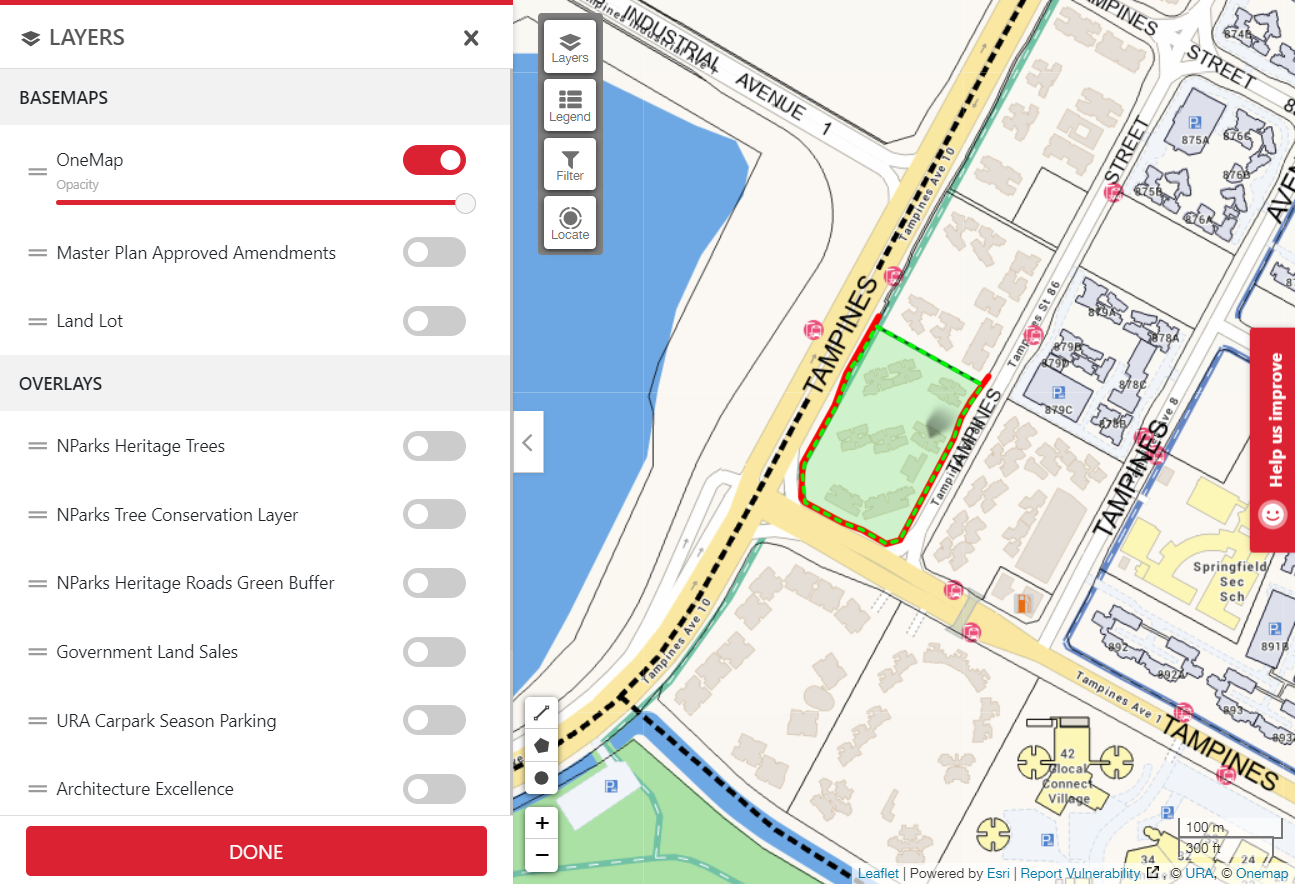 LAYERS
BASEMAPS
OneMap
Opacity
Master Plan Approved Amendments
Land Lot
OVERLAYS
NParks Heritage Trees
NParks Tree Conservation Layer
NParks Heritage Roads Green Buffer
Government Land Sales
URA Carpark Season Parking
Architecture Excellence
DONE
Layers
Legend
Filter
Locate
INDUSTRIAL AVENUE 1
TAMPINES STREET 8
874B
875A
876C
876B
875B
876A
STREET
AVEN
Tampines Ave 10
TAMPINES
Tampines St 86
879A
878A
879B
879D
878C
879C
878B
TAMPINES
TAMPINES
Ave 8
Help us improve
Springfield
Sec
Sch
891B
892
892A
893
Tampines Ave 10
Tampines Ave 1
TAMPINES
42
Glocal
Connect
Village
34
32
24
100 m
300 ft
+
−
Leaflet | Powered by Esri | Report Vulnerability , © URA, © Onemap